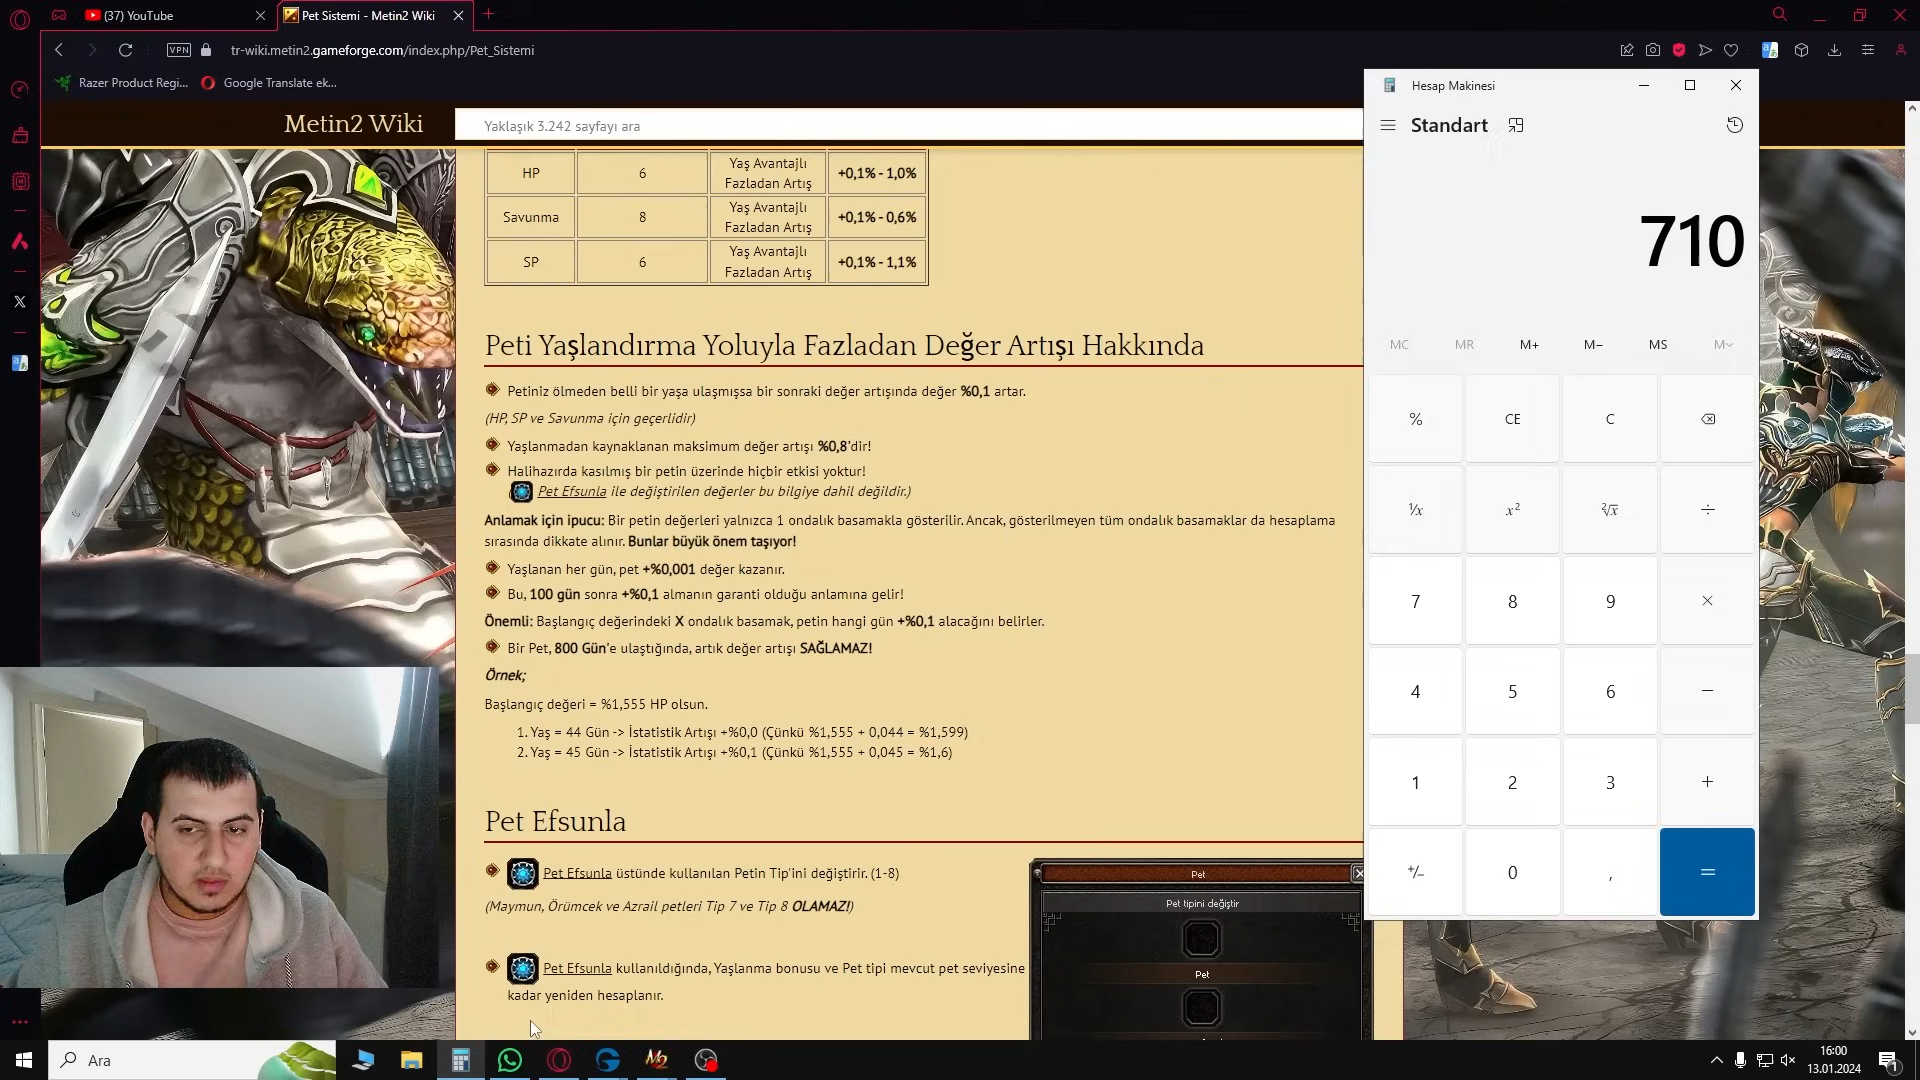 (37) YouTube
Pet Sistemi - Metin2 Wiki
VPN
tr-wiki.metin2.gameforge.com/index.php/Pet_Sistemi
Razer Product Regi...
Google Translate ek...
Metin2 Wiki
Yaklaşık 3.242 sayfayı ara
HP 6 Yaş Avantajlı Fazladan Artış +0,1% - 1,0%
Savunma 8 Yaş Avantajlı Fazladan Artış +0,1% - 0,6%
SP 6 Yaş Avantajlı Fazladan Artış +0,1% - 1,1%
Peti Yaşlandırma Yoluyla Fazladan Değer Artışı Hakkında
Petiniz ölmeden belli bir yaşa ulaşmışsa bir sonraki değer artışında değer %0,1 artar.
(HP, SP ve Savunma için geçerlidir)
Yaşlanmadan kaynaklanan maksimum değer artışı %0,8'dir!
Halihazırda kasılmış bir petin üzerinde hiçbir etkisi yoktur!
( Pet Efsunla ile değiştirilen değerler bu bilgiye dahil değildir.)
Anlamak için ipucu: Bir petin değerleri yalnızca 1 ondalık basamakla gösterilir. Ancak, gösterilmeyen tüm ondalık basamaklar da hesaplama
sırasında dikkate alınır. Bunlar büyük önem taşıyor!
Yaşlanan her gün, pet +%0,001 değer kazanır.
Bu, 100 gün sonra +%0,1 almanın garanti olduğu anlamına gelir!
Önemli: Başlangıç değerindeki X ondalık basamak, petin hangi gün +%0,1 alacağını belirler.
Bir Pet, 800 Gün'e ulaştığında, artık değer artışı SAĞLAMAZ!
Örnek;
Başlangıç değeri = %1,555 HP olsun.
1. Yaş = 44 Gün -> İstatistik Artışı +%0,0 (Çünkü %1,555 + 0,044 = %1,599)
2. Yaş = 45 Gün -> İstatistik Artışı +%0,1 (Çünkü %1,555 + 0,045 = %1,6)
Pet Efsunla
Pet Efsunla üstünde kullanılan Petin Tip'ini değiştirir. (1-8)
(Maymun, Örümcek ve Azrail petleri Tip 7 ve Tip 8 OLAMAZ!)
Pet Efsunla kullanıldığında, Yaşlanma bonusu ve Pet tipi mevcut pet seviyesine
kadar yeniden hesaplanır.
Pet
Pet tipini değiştir
Pet
Hesap Makinesi
Standart
710
MC MR M+ M− MS M˅
% CE C
¹/x x² ²√x ÷
7 8 9 ×
4 5 6 −
1 2 3 +
+/− 0 , =
Ara
16:00
13.01.2024
1